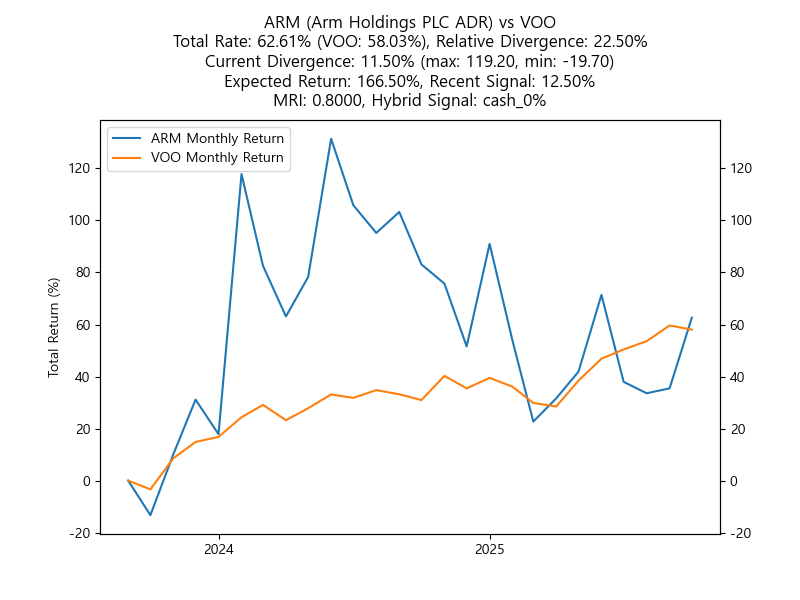 ARM (Arm Holdings PLC ADR) vs VOO
Total Rate: 62.61% (VOO: 58.03%), Relative Divergence: 22.50%
Current Divergence: 11.50% (max: 119.20, min: -19.70)
Expected Return: 166.50%, Recent Signal: 12.50%
MRI: 0.8000, Hybrid Signal: cash_0%
ARM Monthly Return
VOO Monthly Return
Total Return (%)
120
100
80
60
40
20
0
-20
120
100
80
60
40
20
0
-20
2024
2025